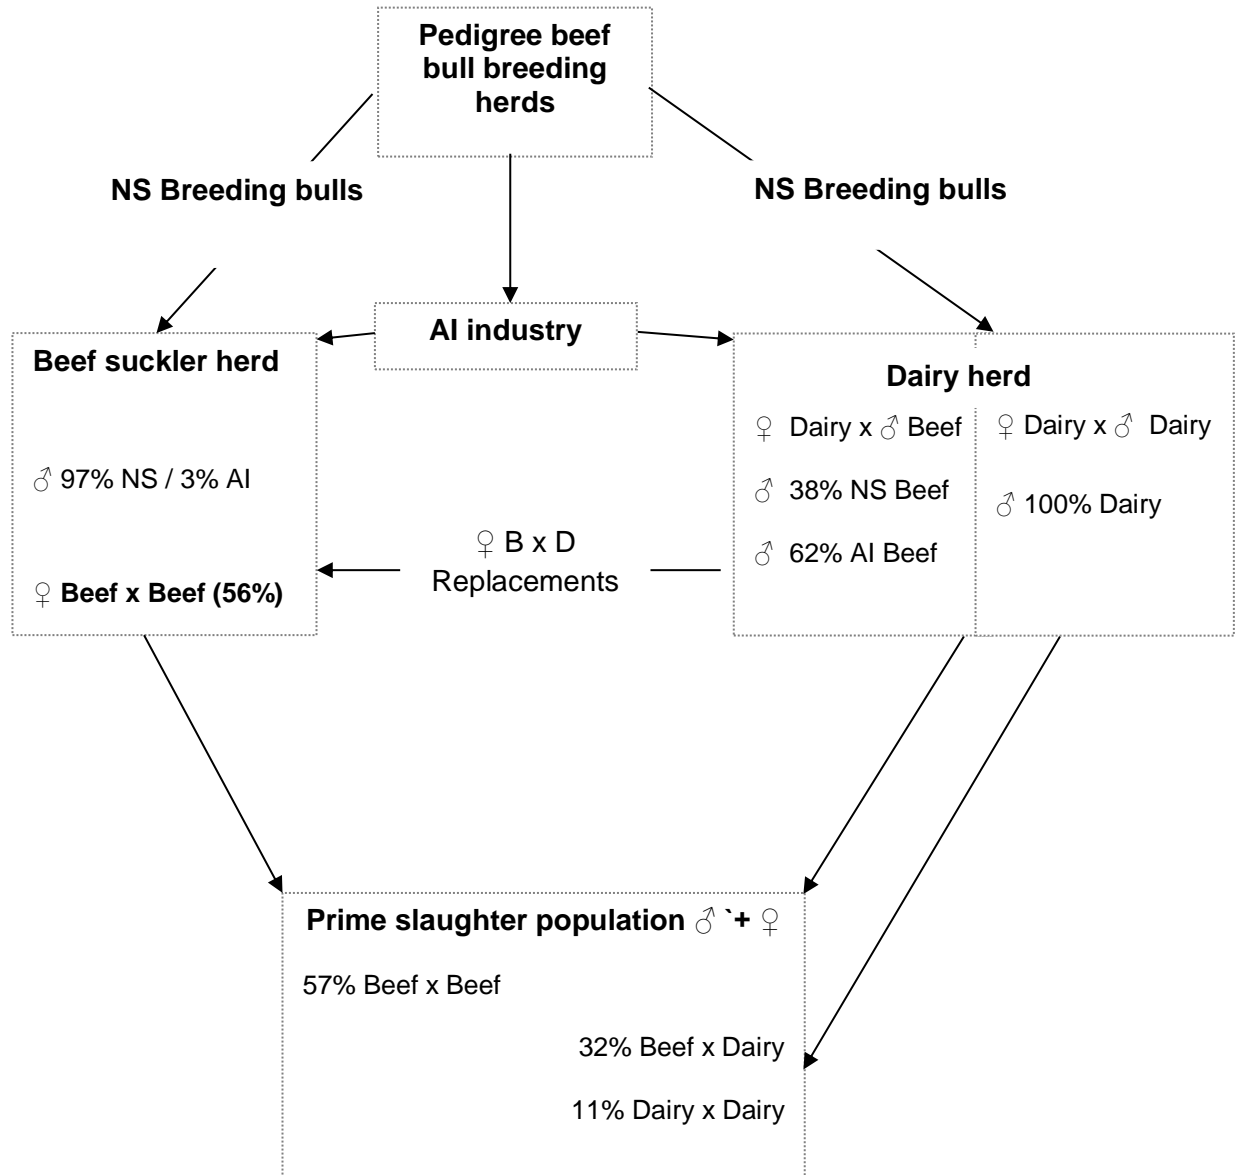 Pedigree beef
bull breeding
herds
NS Breeding bulls
NS Breeding bulls
AI industry
Beef suckler herd
♂ 97% NS / 3% AI
♀ Beef x Beef (56%)
♀ B x D
Replacements
Dairy herd
♀ Dairy x ♂ Beef
♂ 38% NS Beef
♂ 62% AI Beef
♀ Dairy x ♂ Dairy
♂ 100% Dairy
Prime slaughter population ♂ `+ ♀
57% Beef x Beef
32% Beef x Dairy
11% Dairy x Dairy